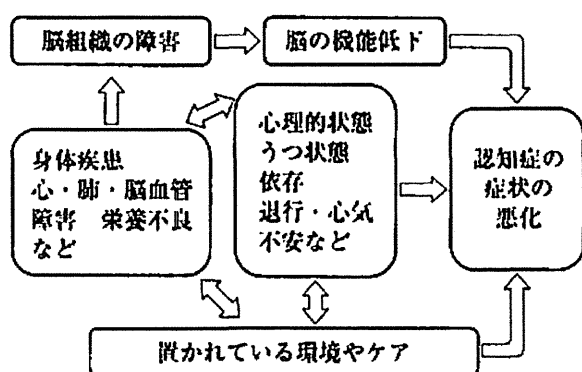 脳組織の障害
脳の機能低下
身体疾患
心・肺・脳血管
障害　栄養不良
など
心理的状態
うつ状態
依存
退行・心気
不安など
認知症の
症状の
悪化
置かれている環境やケア